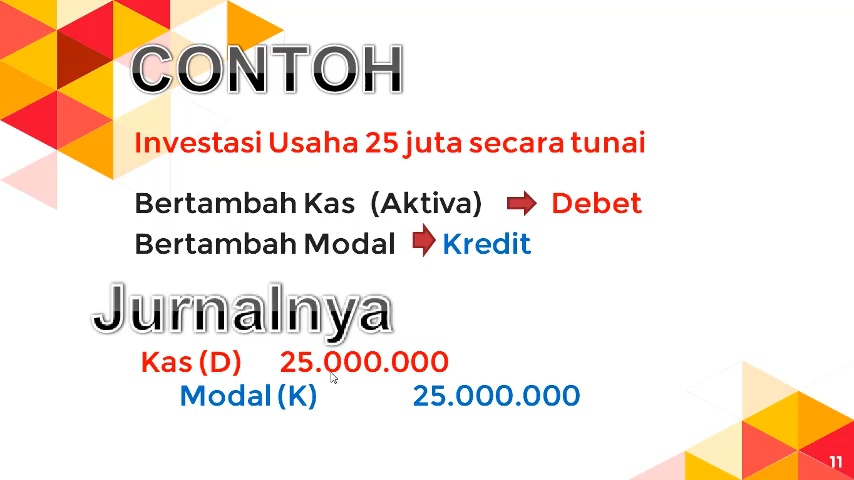 CONTOH
Investasi Usaha 25 juta secara tunai
Bertambah Kas (Aktiva) Debet
Bertambah Modal Kredit
Jurnalnya
Kas (D) 25.000.000
Modal (K) 25.000.000
11